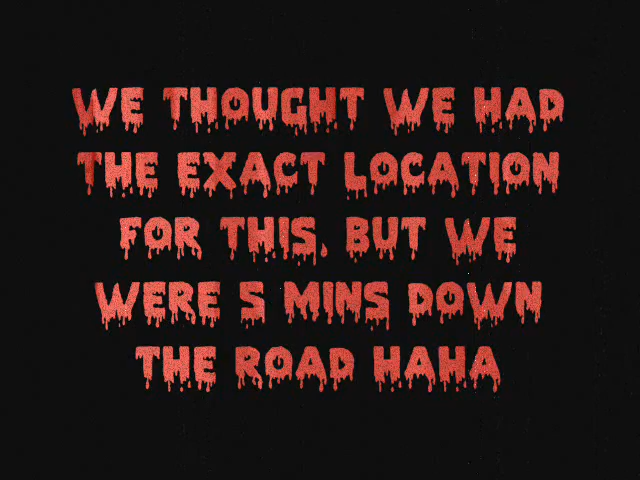 WE THOUGHT WE HAD
THE EXACT LOCATION
FOR THIS, BUT WE
WERE 5 MINS DOWN
THE ROAD HAHA